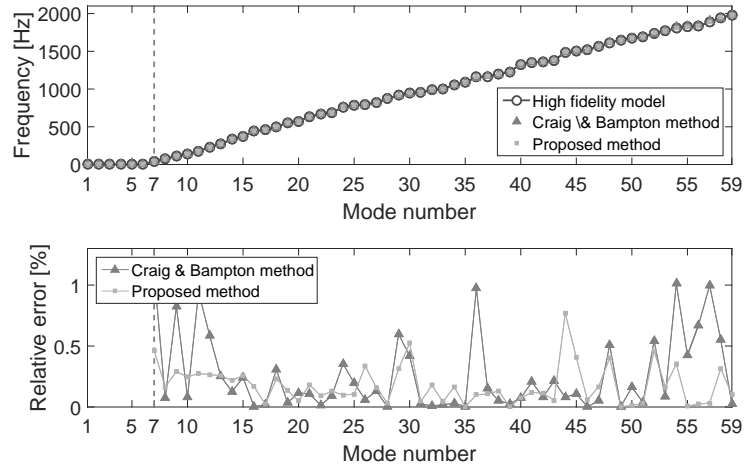 2000
1500
1000
500
0
Frequency [Hz]
High fidelity model
Craig \& Bampton method
Proposed method
1 5 7 10 15 20 25 30 35 40 45 50 55 59
Mode number
1
0.5
0
Relative error [%]
Craig & Bampton method
Proposed method
1 5 7 10 15 20 25 30 35 40 45 50 55 59
Mode number